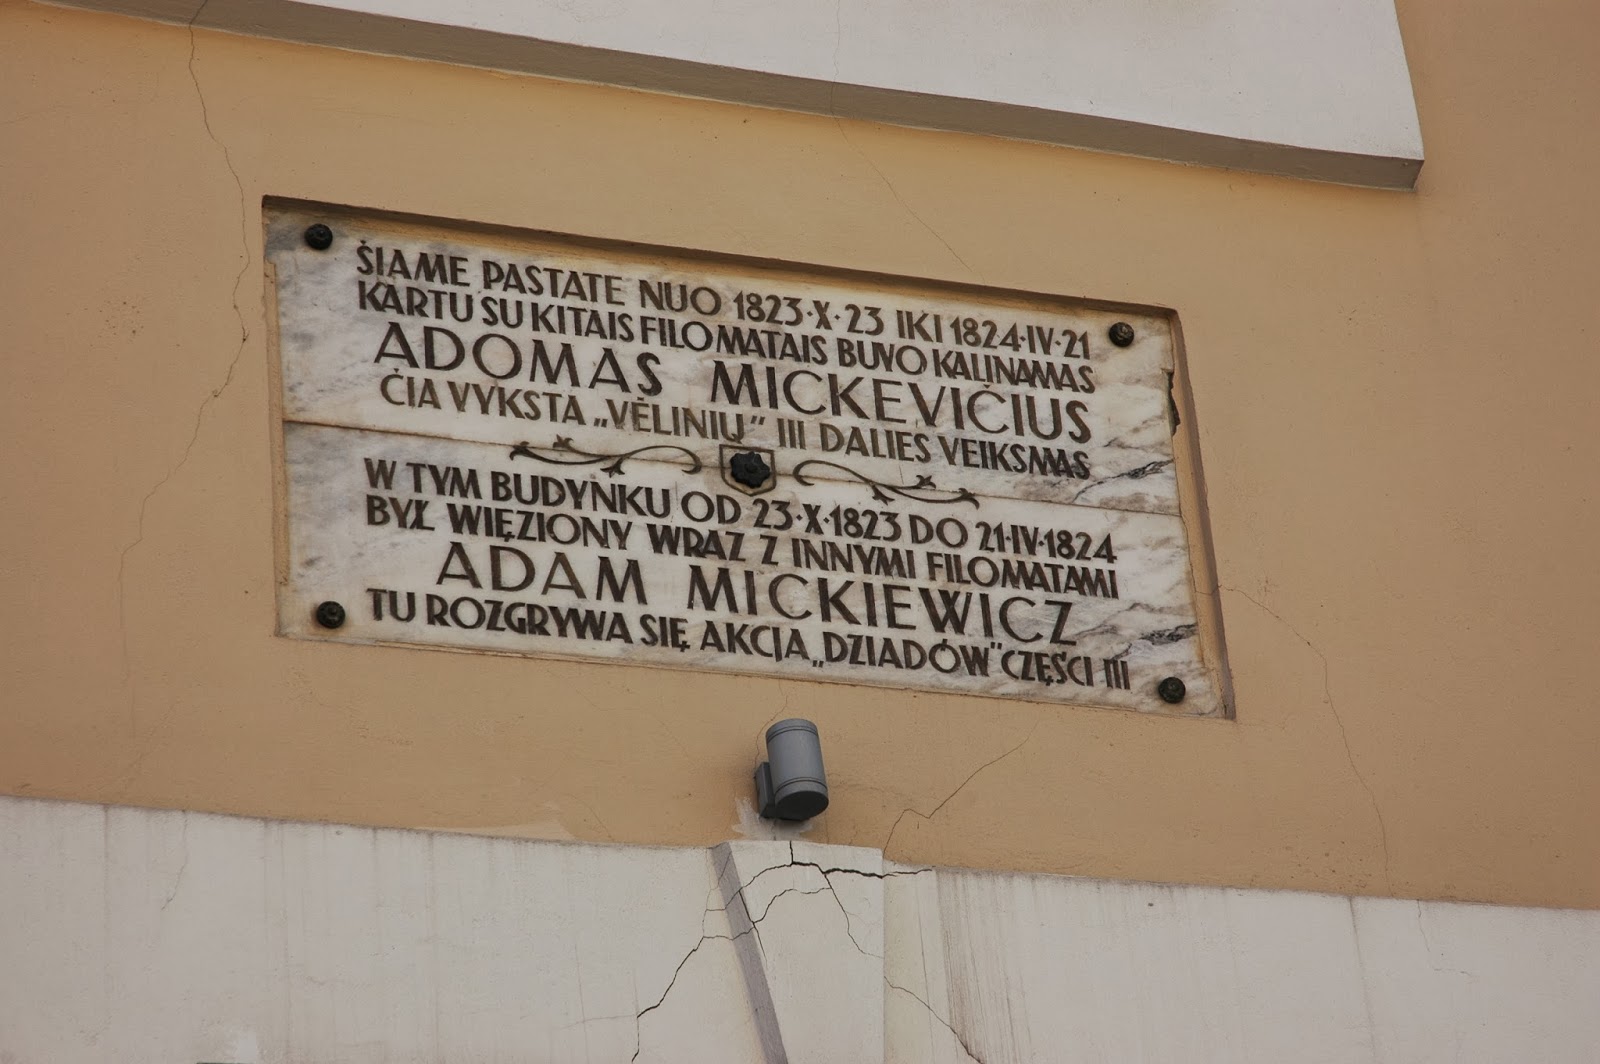 ŠIAME PASTATE NUO 1823·X·23 IKI 1824·IV·21
KARTU SU KITAIS FILOMATAIS BUVO KALINAMAS
ADOMAS MICKEVIČIUS
ČIA VYKSTA „VĖLINIŲ” III DALIES VEIKSMAS
W TYM BUDYNKU OD 23·X·1823 DO 21·IV·1824
BYŁ WIĘZIONY WRAZ Z INNYMI FILOMATAMI
ADAM MICKIEWICZ
TU ROZGRYWA SIĘ AKCJA „DZIADÓW” CZĘŚCI III